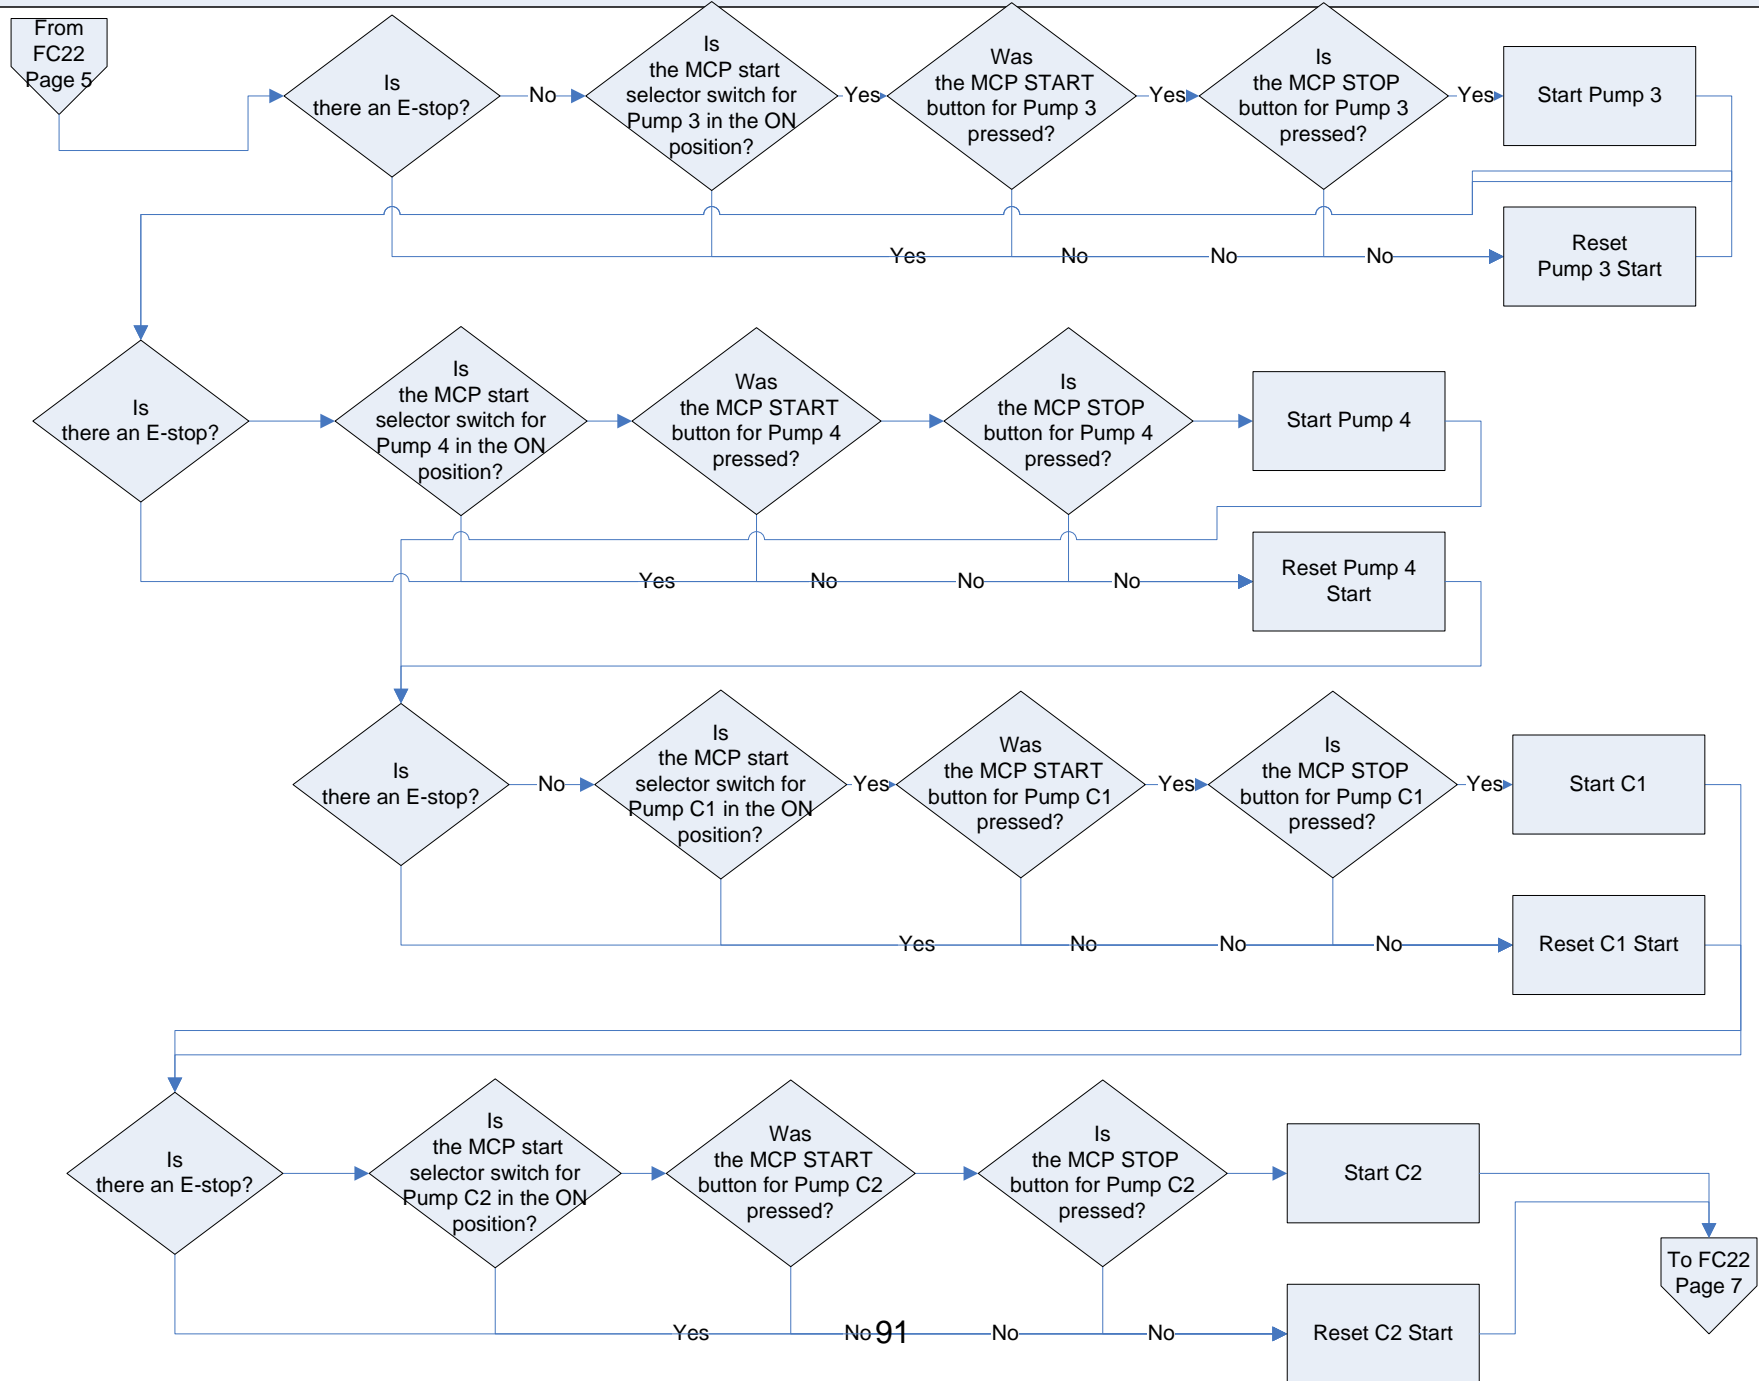 From
FC22
Page 5
Is
there an E-stop?
No
Is
the MCP start
selector switch for
Pump 3 in the ON
position?
Yes
Was
the MCP START
button for Pump 3
pressed?
Yes
Is
the MCP STOP
button for Pump 3
pressed?
Yes
Start Pump 3
Yes
No
No
No
Reset
Pump 3 Start
Is
there an E-stop?
Is
the MCP start
selector switch for
Pump 4 in the ON
position?
Was
the MCP START
button for Pump 4
pressed?
Is
the MCP STOP
button for Pump 4
pressed?
Start Pump 4
Yes
No
No
No
Reset Pump 4
Start
Is
there an E-stop?
No
Is
the MCP start
selector switch for
Pump C1 in the ON
position?
Yes
Was
the MCP START
button for Pump C1
pressed?
Yes
Is
the MCP STOP
button for Pump C1
pressed?
Yes
Start C1
Yes
No
No
No
Reset C1 Start
Is
there an E-stop?
Is
the MCP start
selector switch for
Pump C2 in the ON
position?
Was
the MCP START
button for Pump C2
pressed?
Is
the MCP STOP
button for Pump C2
pressed?
Start C2
To FC22
Page 7
Yes
No
91
No
No
Reset C2 Start